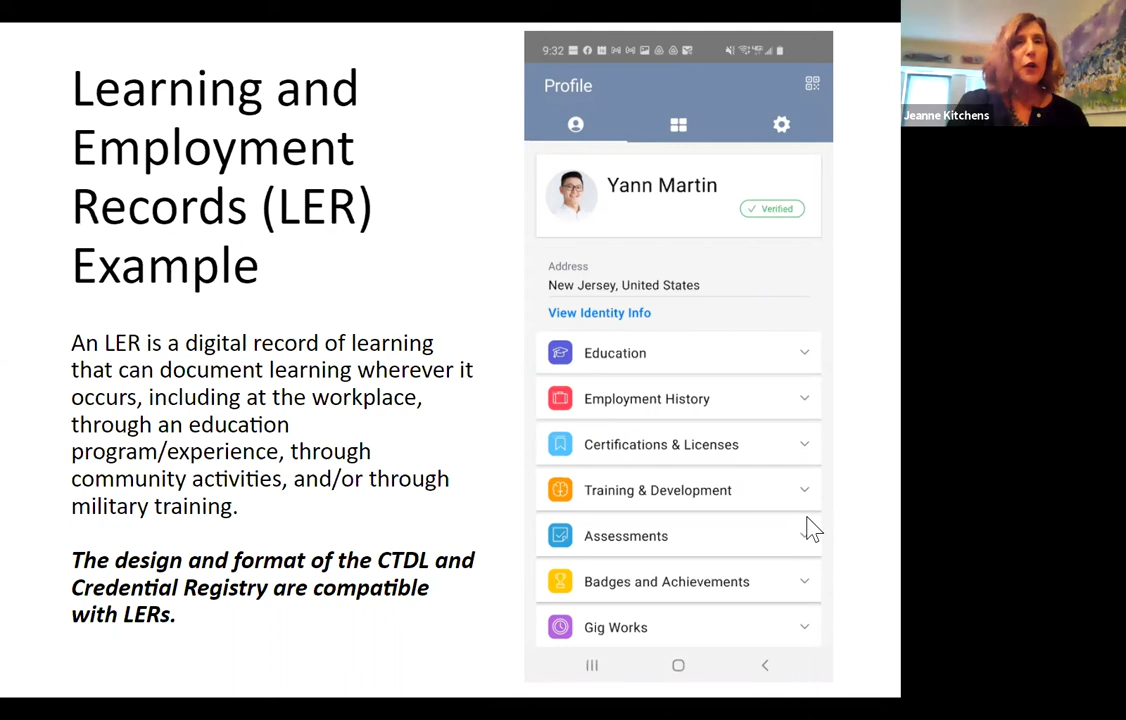 Learning and
Employment
Records (LER)
Example
An LER is a digital record of learning
that can document learning wherever it
occurs, including at the workplace,
through an education
program/experience, through
community activities, and/or through
military training.
The design and format of the CTDL and
Credential Registry are compatible
with LERs.
9:32
Profile
Yann Martin
Verified
Address
New Jersey, United States
View Identity Info
Education
Employment History
Certifications & Licenses
Training & Development
Assessments
Badges and Achievements
Gig Works
Jeanne Kitchens